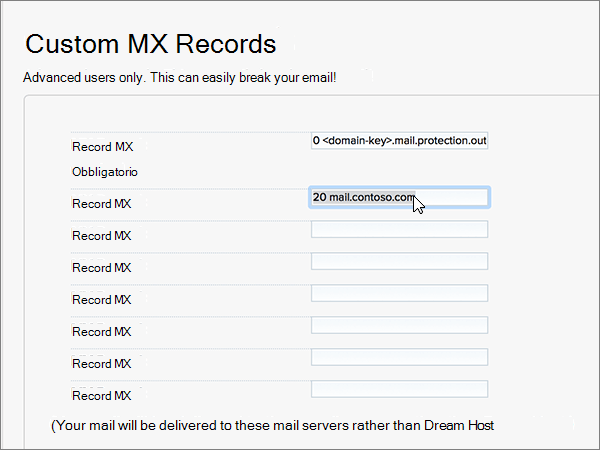 Custom MX Records
Advanced users only. This can easily break your email!
Record MX 0 <domain-key>.mail.protection.out
Obbligatorio
Record MX 20 mail.contoso.com
Record MX
Record MX
Record MX
Record MX
Record MX
Record MX
(Your mail will be delivered to these mail servers rather than Dream Host